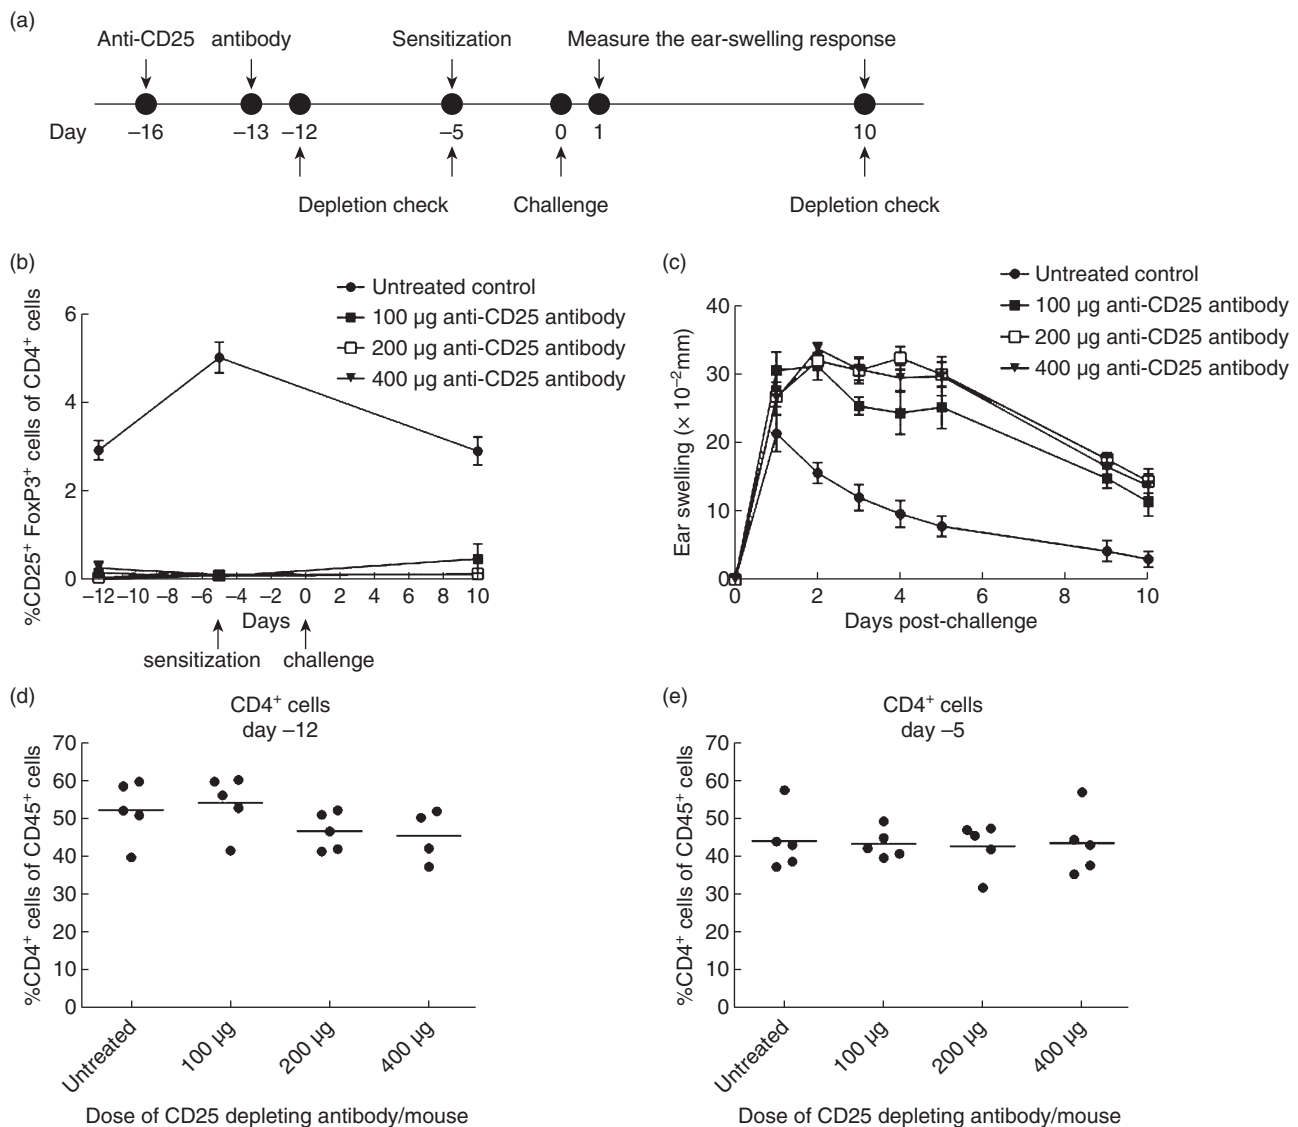 (a)
Anti-CD25 antibody Sensitization Measure the ear-swelling response
Day –16 –13 –12 –5 0 1 10
Depletion check Challenge Depletion check
(b)
Untreated control
100 µg anti-CD25 antibody
200 µg anti-CD25 antibody
400 µg anti-CD25 antibody
%CD25⁺ FoxP3⁺ cells of CD4⁺ cells
6
4
2
0
–12 –10 –8 –6 –4 –2 0 2 4 6 8 10
Days
sensitization challenge
(c)
Untreated control
100 µg anti-CD25 antibody
200 µg anti-CD25 antibody
400 µg anti-CD25 antibody
Ear swelling (× 10⁻²mm)
40
30
20
10
0
0 2 4 6 8 10
Days post-challenge
(d)
CD4⁺ cells
day –12
%CD4⁺ cells of CD45⁺ cells
70
60
50
40
30
20
10
0
Untreated 100 µg 200 µg 400 µg
Dose of CD25 depleting antibody/mouse
(e)
CD4⁺ cells
day –5
%CD4⁺ cells of CD45⁺ cells
70
60
50
40
30
20
10
0
Untreated 100 µg 200 µg 400 µg
Dose of CD25 depleting antibody/mouse